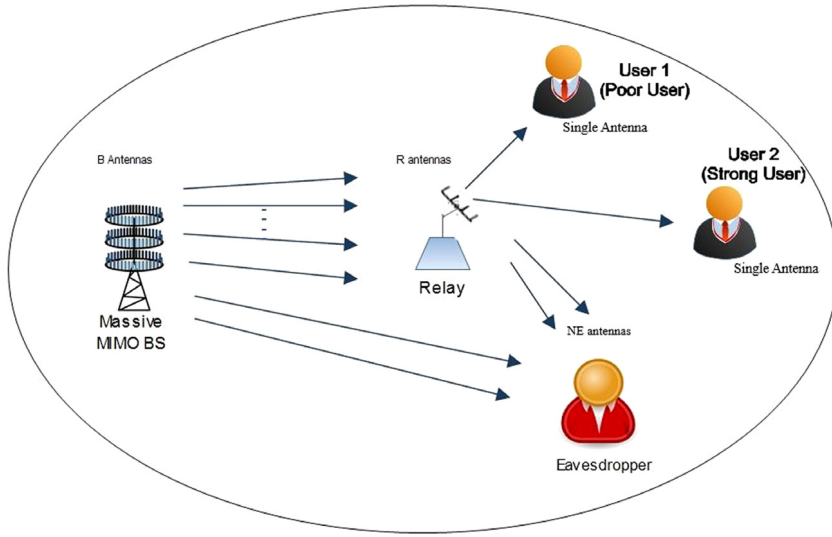 User 1
(Poor User)
Single Antenna
B Antennas
R antennas
User 2
(Strong User)
Single Antenna
Relay
Massive
MIMO BS
NE antennas
Eavesdropper